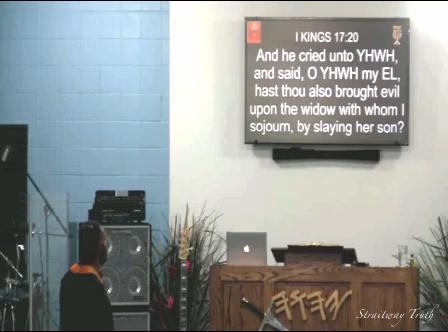 I KINGS 17:20
And he cried unto YHWH,
and said, O YHWH my EL,
hast thou also brought evil
upon the widow with whom I
sojourn, by slaying her son?
𐤉𐤄𐤅𐤄
Straitway Truth